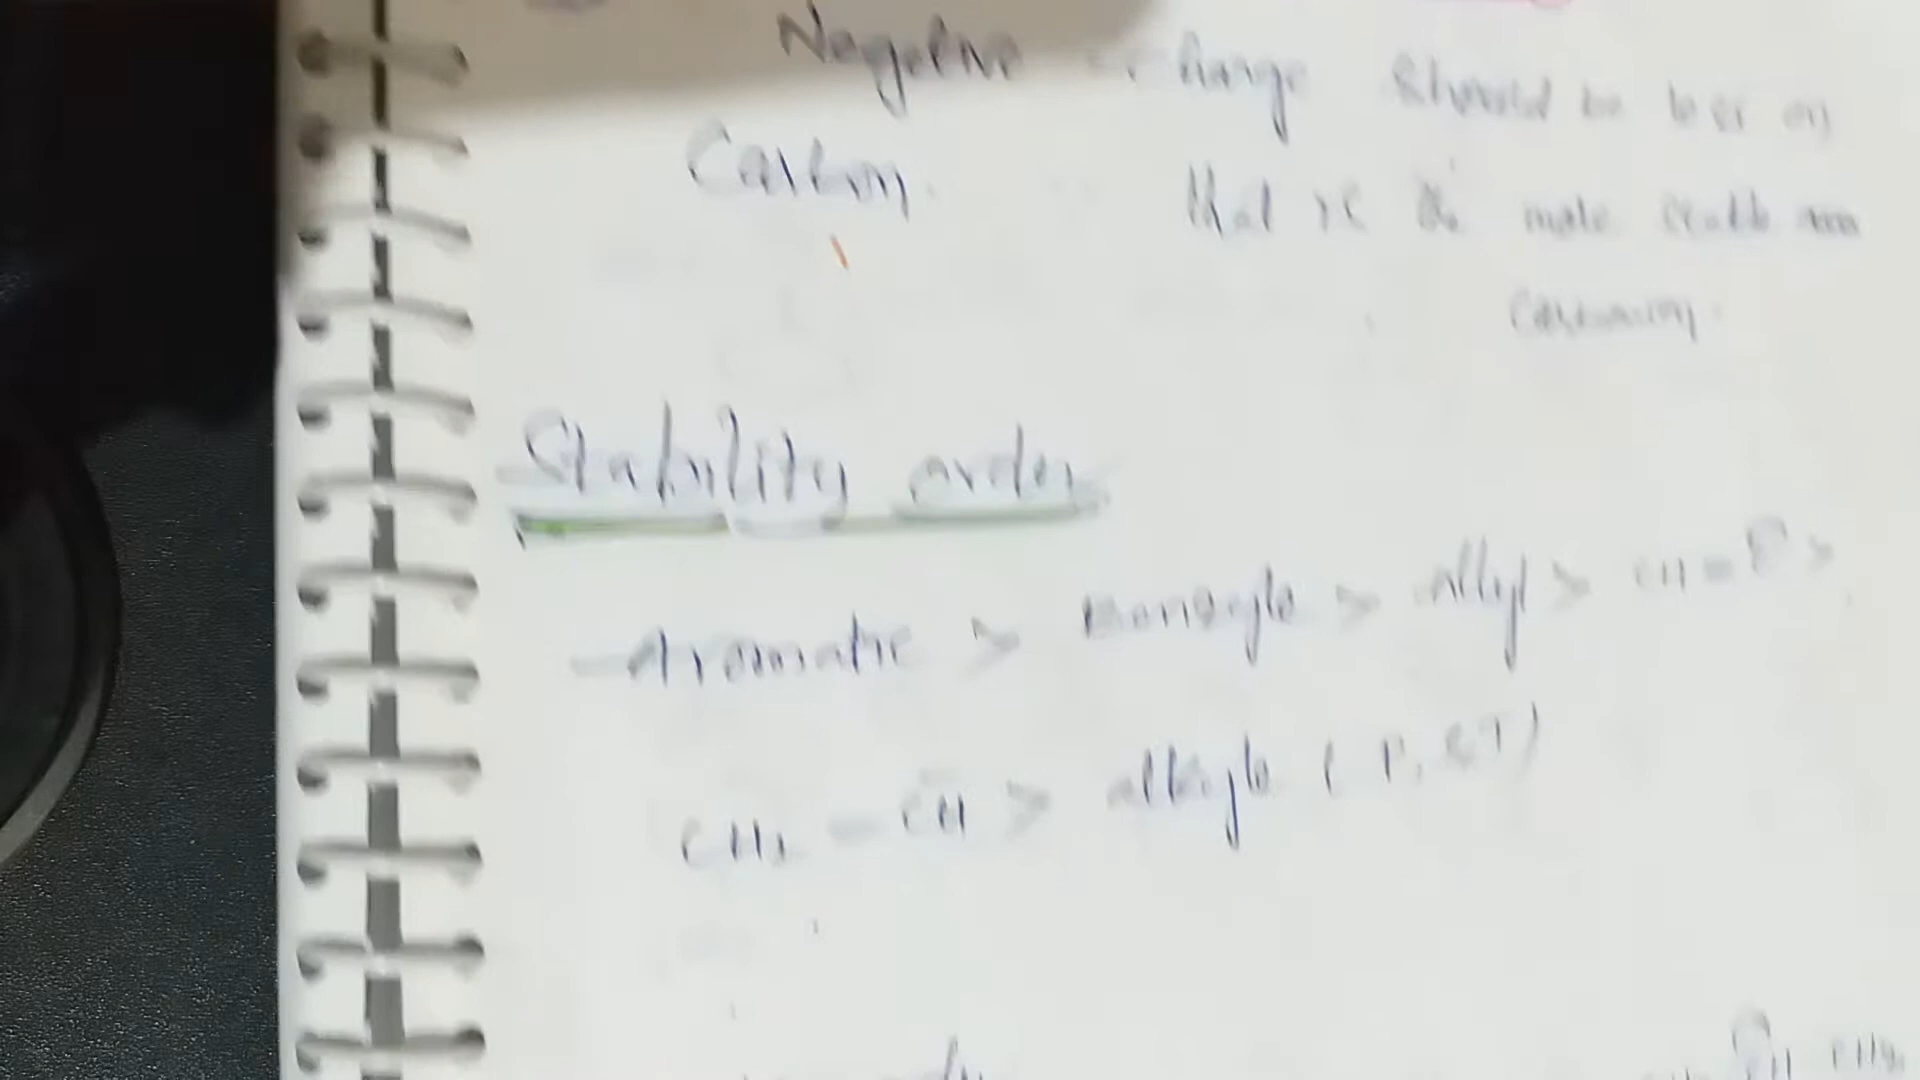 Negative charge should be less on
Carbon. that is the more stable
Stability order
Aromatic > Benzyle > allyl > CH ≡ C̄ >
CH₂ = C̄H > alkyle ( 1°,